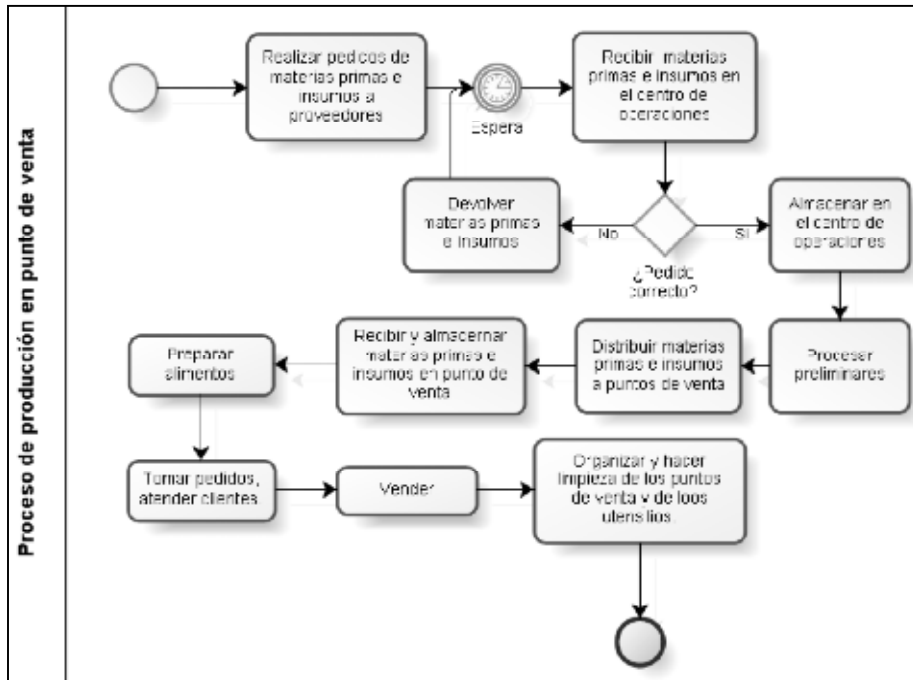 Proceso de producción en punto de venta
Realizar pedicos de
materias primas e
insumos a
proveedores
Espera
Recibir materias
primas e insumos en
el centro de
operaciones
Devolver
materias primas
e insumos
No
¿Pedido
correcto?
Si
Almacenar en
el centro de
operaciones
Preparar
alimentos
Recibir y almacernar
materias primas e
insumos en punto de
venta
Distribuir materias
primas e insumos
a puntos de venta
Procesar
preliminares
Tomar pedidos,
atender clientes.
Vender
Organizar y hacer
limpieza de los puntos
de venta y de loos
utensilios.